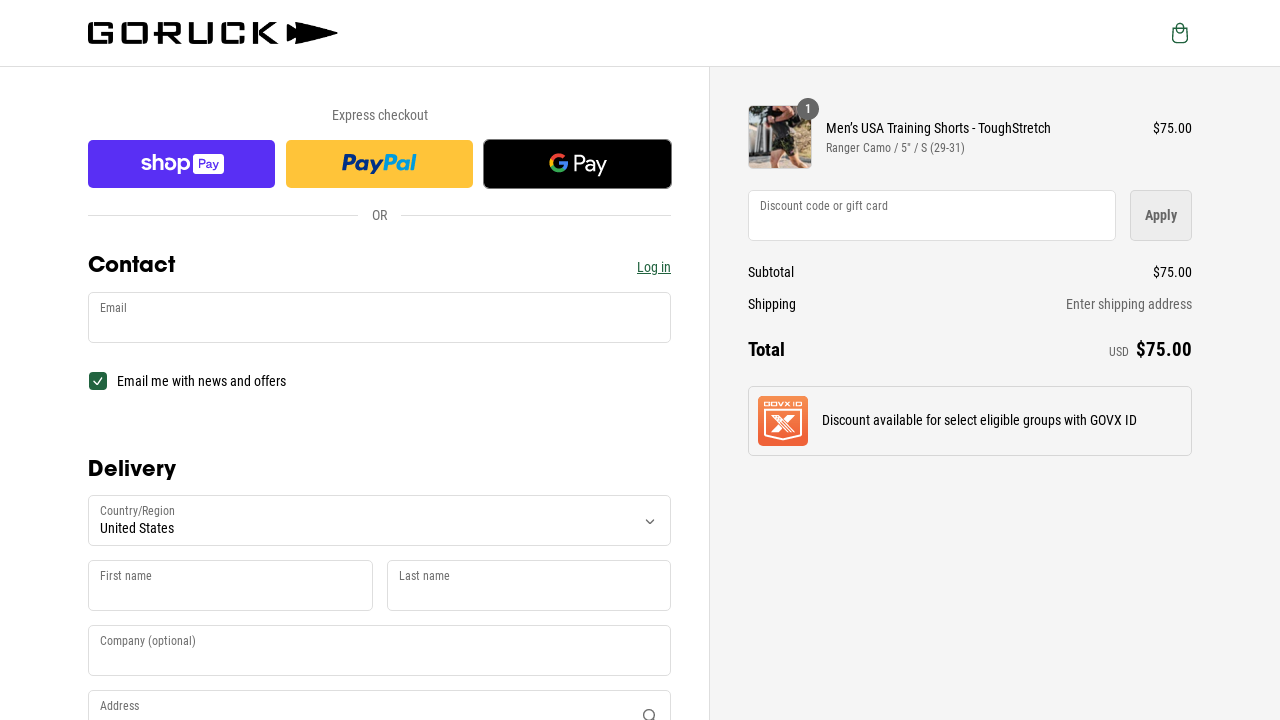 GORUCK
Express checkout
shop Pay
PayPal
G Pay
OR
Contact
Log in
Email
Email me with news and offers
Delivery
Country/Region
United States
First name
Last name
Company (optional)
Address
1
Men’s USA Training Shorts - ToughStretch
$75.00
Ranger Camo / 5" / S (29-31)
Discount code or gift card
Apply
Subtotal
$75.00
Shipping
Enter shipping address
Total
USD $75.00
GOVX ID
X
Discount available for select eligible groups with GOVX ID